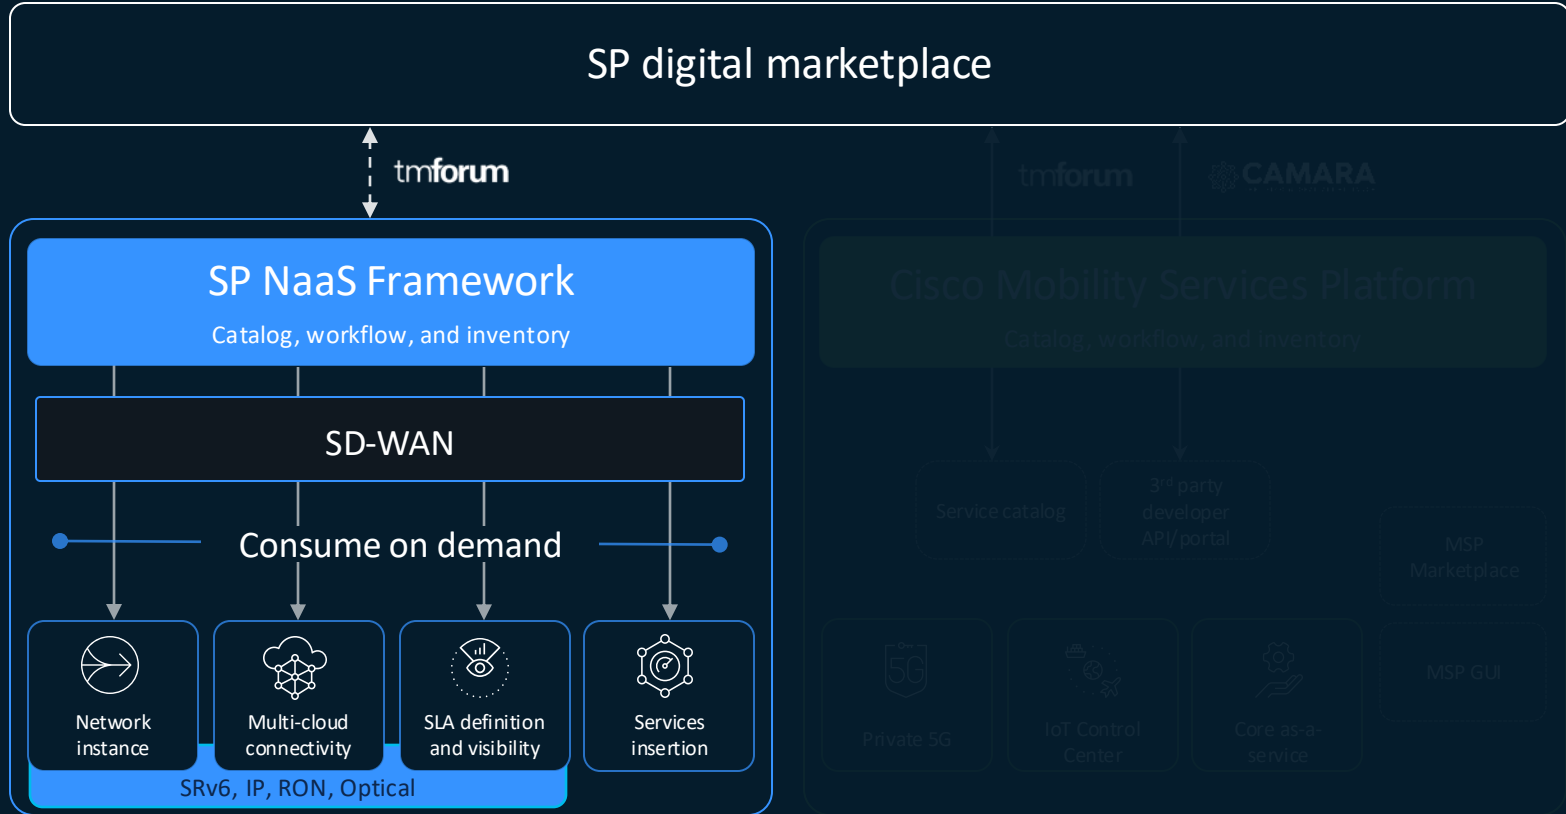 SP digital marketplace
tmforum
tmforum
CAMARA
SP NaaS Framework
Catalog, workflow, and inventory
Cisco Mobility Services Platform
Catalog, workflow, and inventory
SD-WAN
Service catalog
3rd party
developer
API/portal
Consume on demand
MSP
Marketplace
Network
instance
Multi-cloud
connectivity
SLA definition
and visibility
Services
insertion
SRv6, IP, RON, Optical
5G
Private 5G
IoT Control
Center
Core as-a-
service
MSP GUI